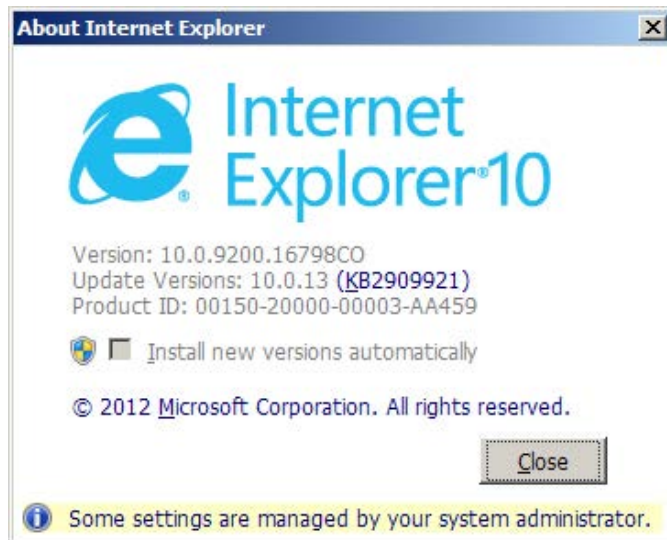 About Internet Explorer
Internet
Explorer®10
Version: 10.0.9200.16798CO
Update Versions: 10.0.13 (KB2909921)
Product ID: 00150-20000-00003-AA459
Install new versions automatically
© 2012 Microsoft Corporation. All rights reserved.
Close
Some settings are managed by your system administrator.